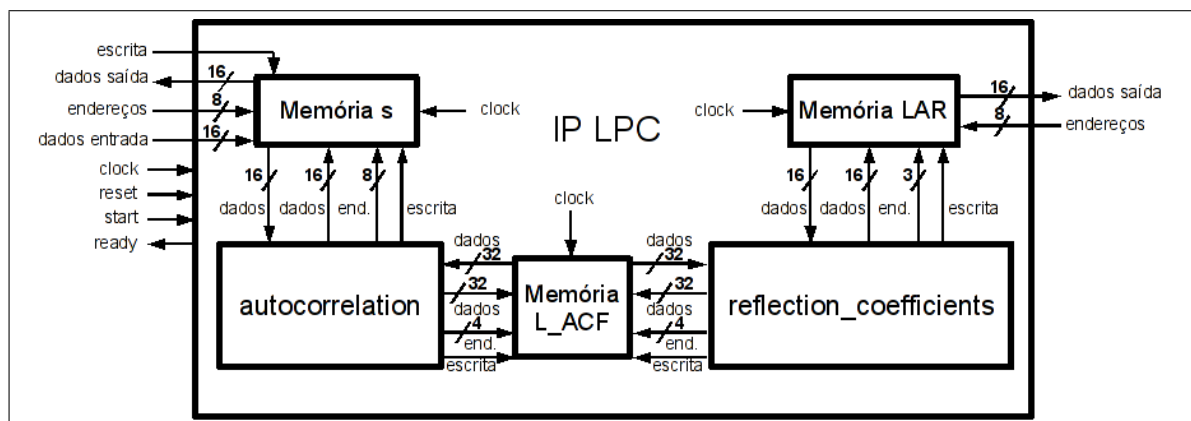 escrita
dados saída
16
endereços
8
dados entrada
16
clock
reset
start
ready
Memória s
clock
IP LPC
clock
Memória LAR
16
dados saída
8
endereços
16
16
8
dados
dados
end.
escrita
16
16
3
dados
dados
end.
escrita
clock
autocorrelation
dados
32
32
dados
4
end.
escrita
Memória
L_ACF
dados
32
32
dados
4
end.
escrita
reflection_coefficients